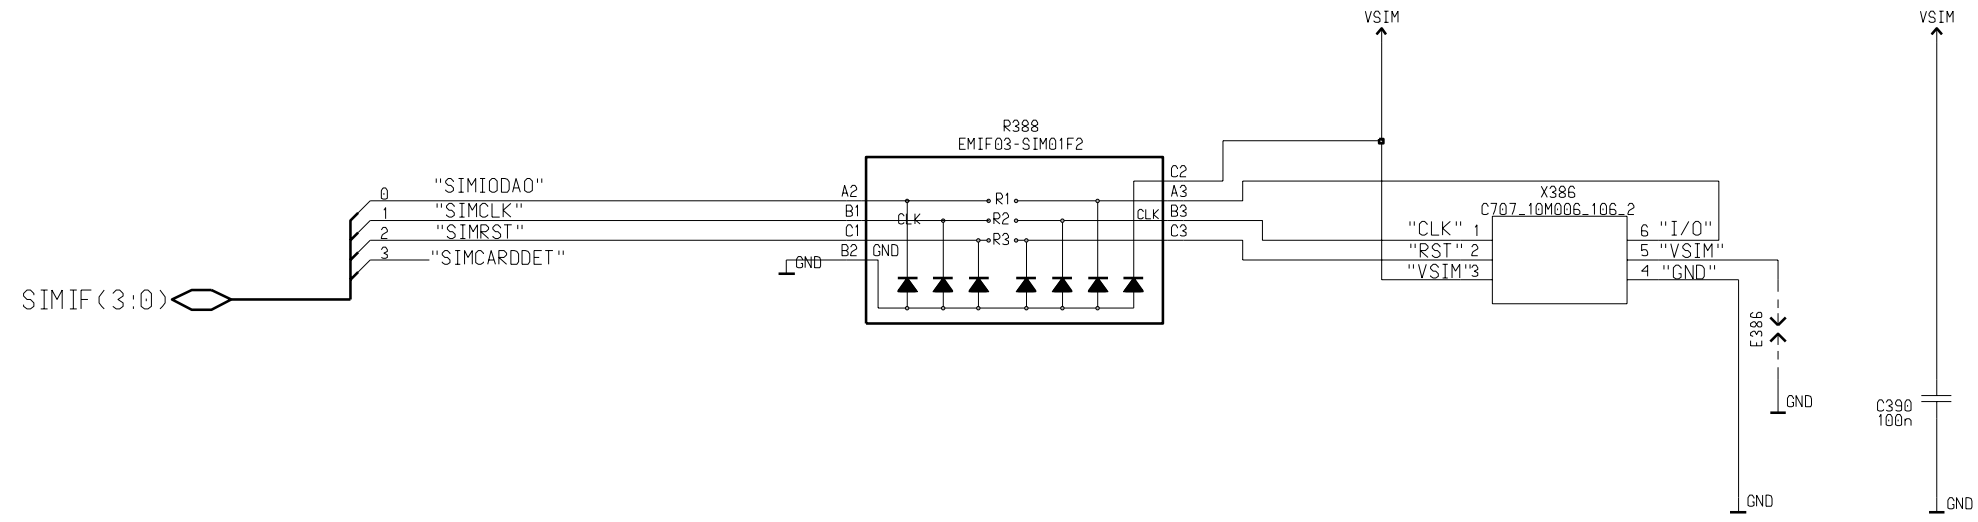 VSIM
VSIM
R388
EMIF03-SIM01F2
C2
0 "SIMIODAO" A2 R1 A3
X386
1 "SIMCLK" B1 CLK R2 CLK B3
C707_10M006_106_2
2 "SIMRST" C1 R3 C3 "CLK" 1 6 "I/O"
3 "SIMCARDDET" GND B2 GND "RST" 2 5 "VSIM"
"VSIM" 3 4 "GND"
SIMIF(3:0)
E386
GND
C390
100n
GND
GND